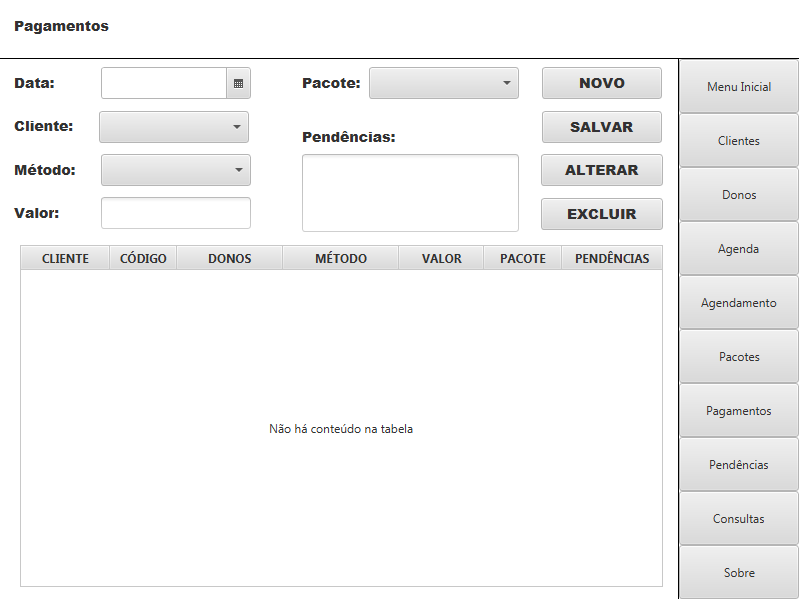 Pagamentos
Data:
Pacote:
NOVO
Cliente:
SALVAR
Pendências:
Método:
ALTERAR
Valor:
EXCLUIR
CLIENTE CÓDIGO DONOS MÉTODO VALOR PACOTE PENDÊNCIAS
Não há conteúdo na tabela
Menu Inicial
Clientes
Donos
Agenda
Agendamento
Pacotes
Pagamentos
Pendências
Consultas
Sobre